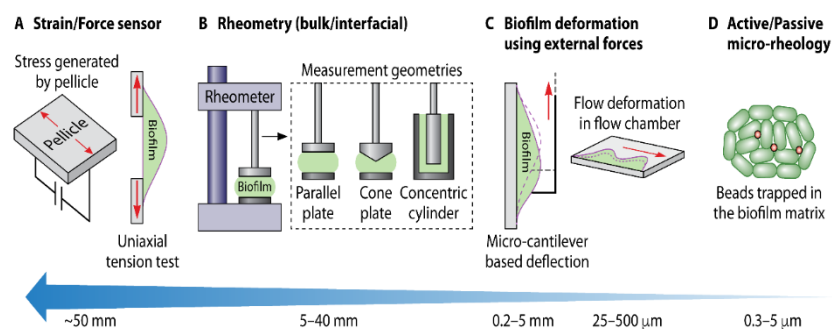 A Strain/Force sensor
Stress generated
by pellicle
Pellicle
Biofilm
Uniaxial
tension test
B Rheometry (bulk/interfacial)
Rheometer
Biofilm
Measurement geometries
Parallel
plate
Cone
plate
Concentric
cylinder
C Biofilm deformation
using external forces
Biofilm
Micro-cantilever
based deflection
Flow deformation
in flow chamber
D Active/Passive
micro-rheology
Beads trapped in
the biofilm matrix
~50 mm
5–40 mm
0.2–5 mm
25–500 µm
0.3–5 µm